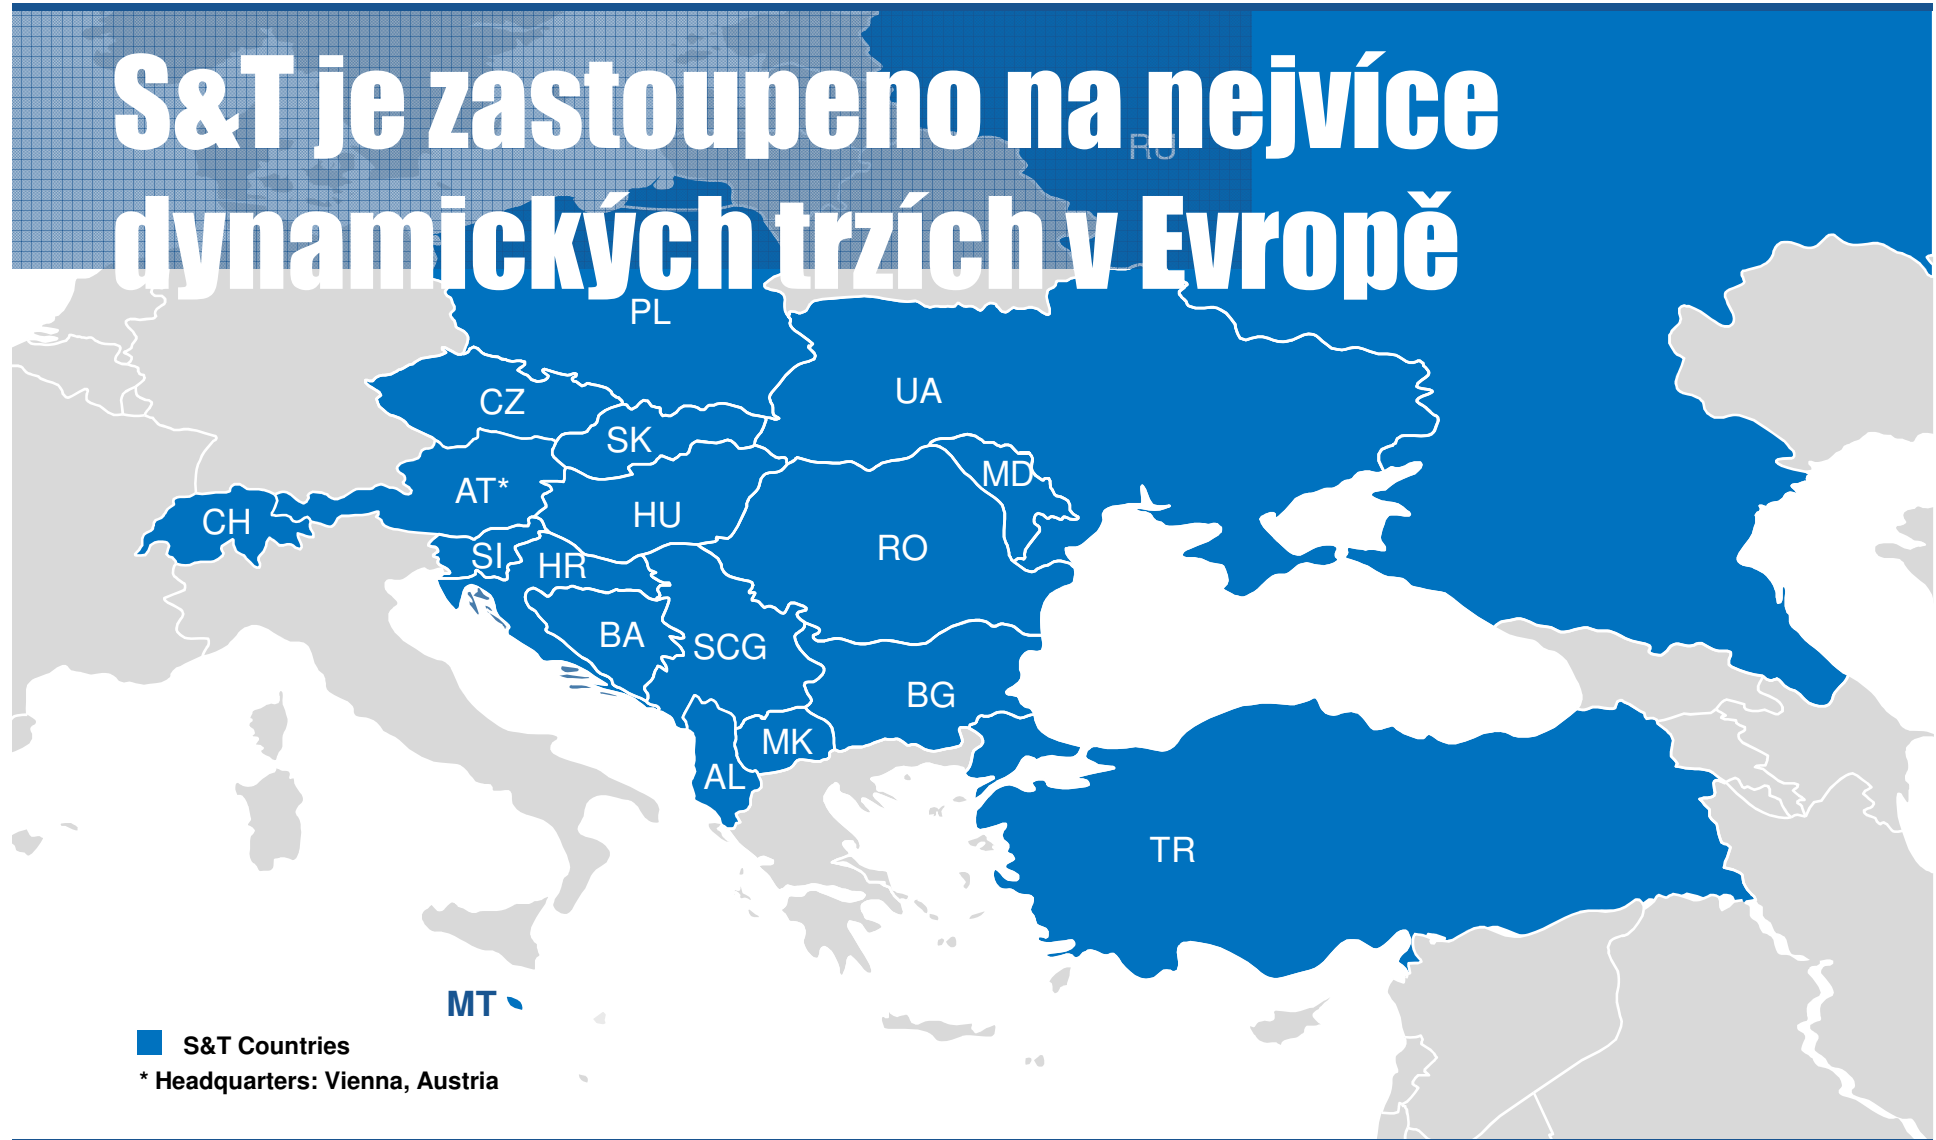 S&T je zastoupeno na nejvíce
dynamických trzích v Evropě
RU
PL
UA
CZ
SK
MD
AT*
HU
CH
RO
SI
HR
BA
SCG
BG
MK
AL
TR
MT
S&T Countries
* Headquarters: Vienna, Austria